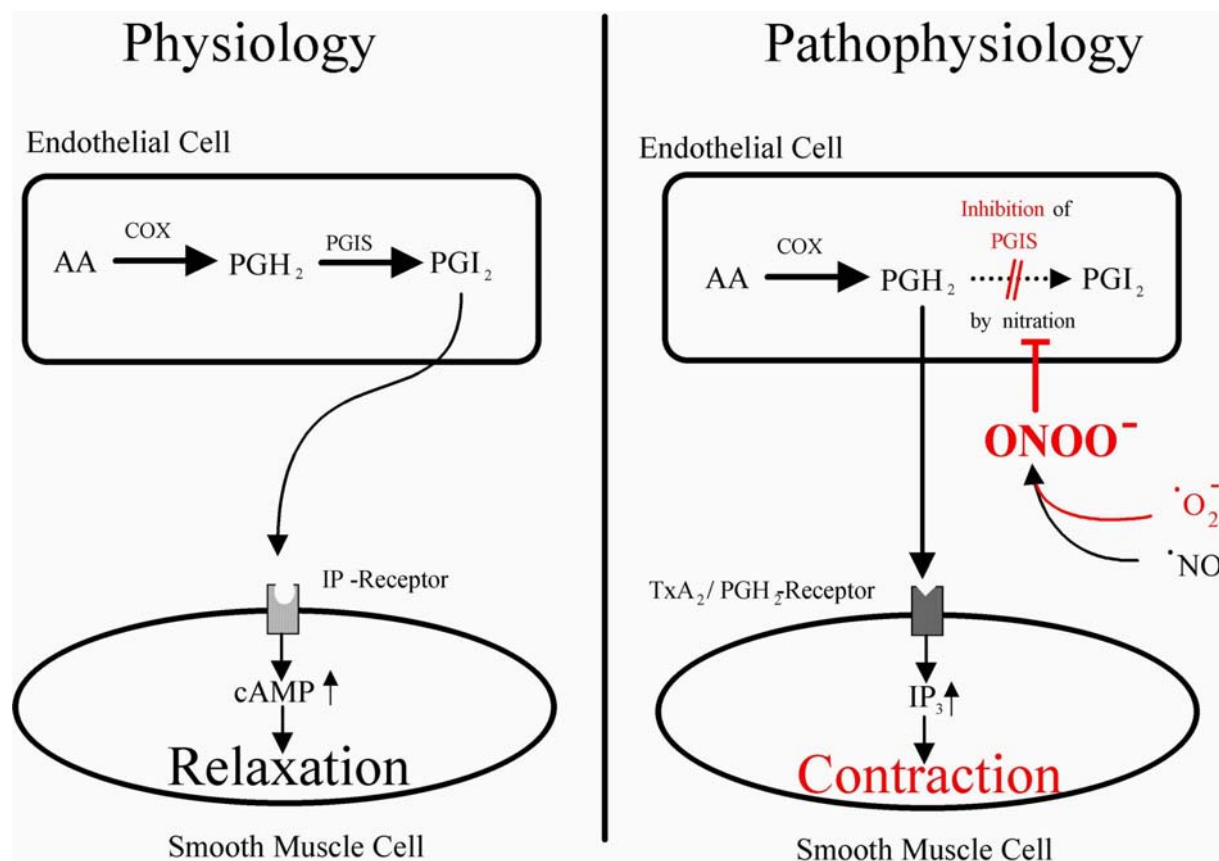 Physiology
Endothelial Cell
COX
PGIS
AA
PGH2
PGI2
IP -Receptor
cAMP
Relaxation
Smooth Muscle Cell
Pathophysiology
Endothelial Cell
Inhibition of
PGIS
COX
AA
PGH2
PGI2
by nitration
ONOO-
·O2-
·NO
TxA2/ PGH2-Receptor
IP3
Contraction
Smooth Muscle Cell